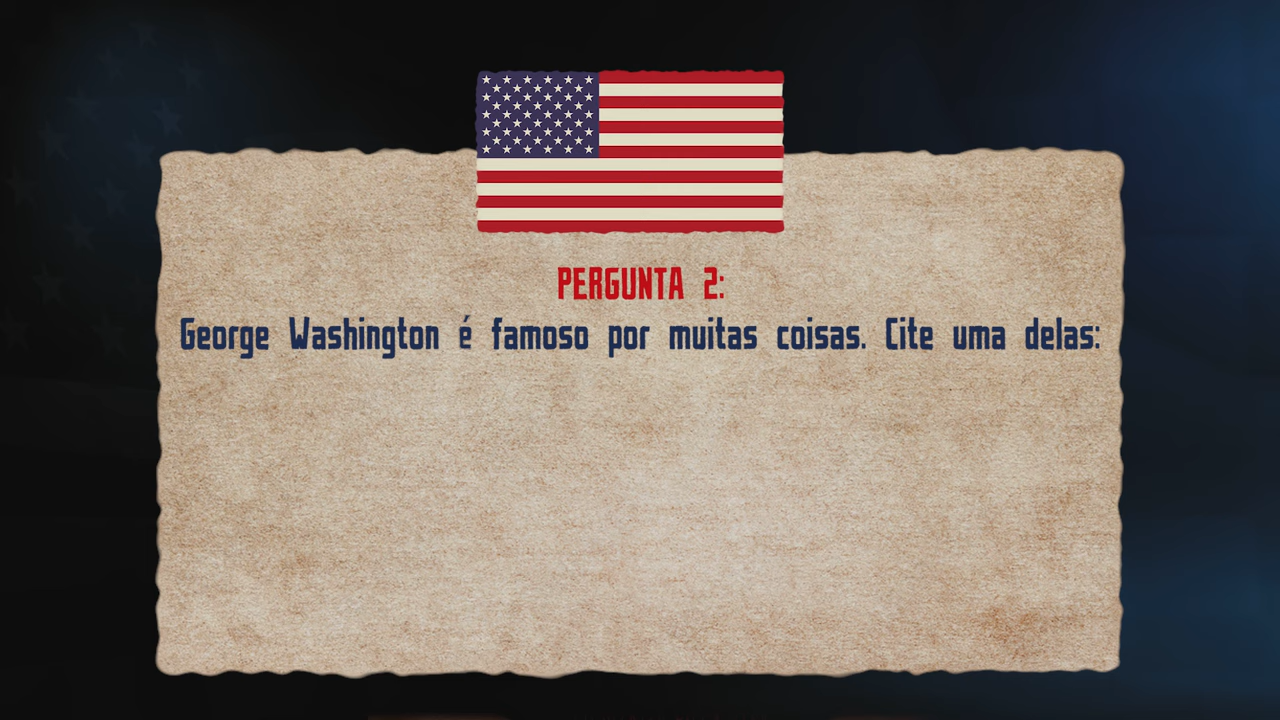 PERGUNTA 2:
George Washington é famoso por muitas coisas. Cite uma delas: